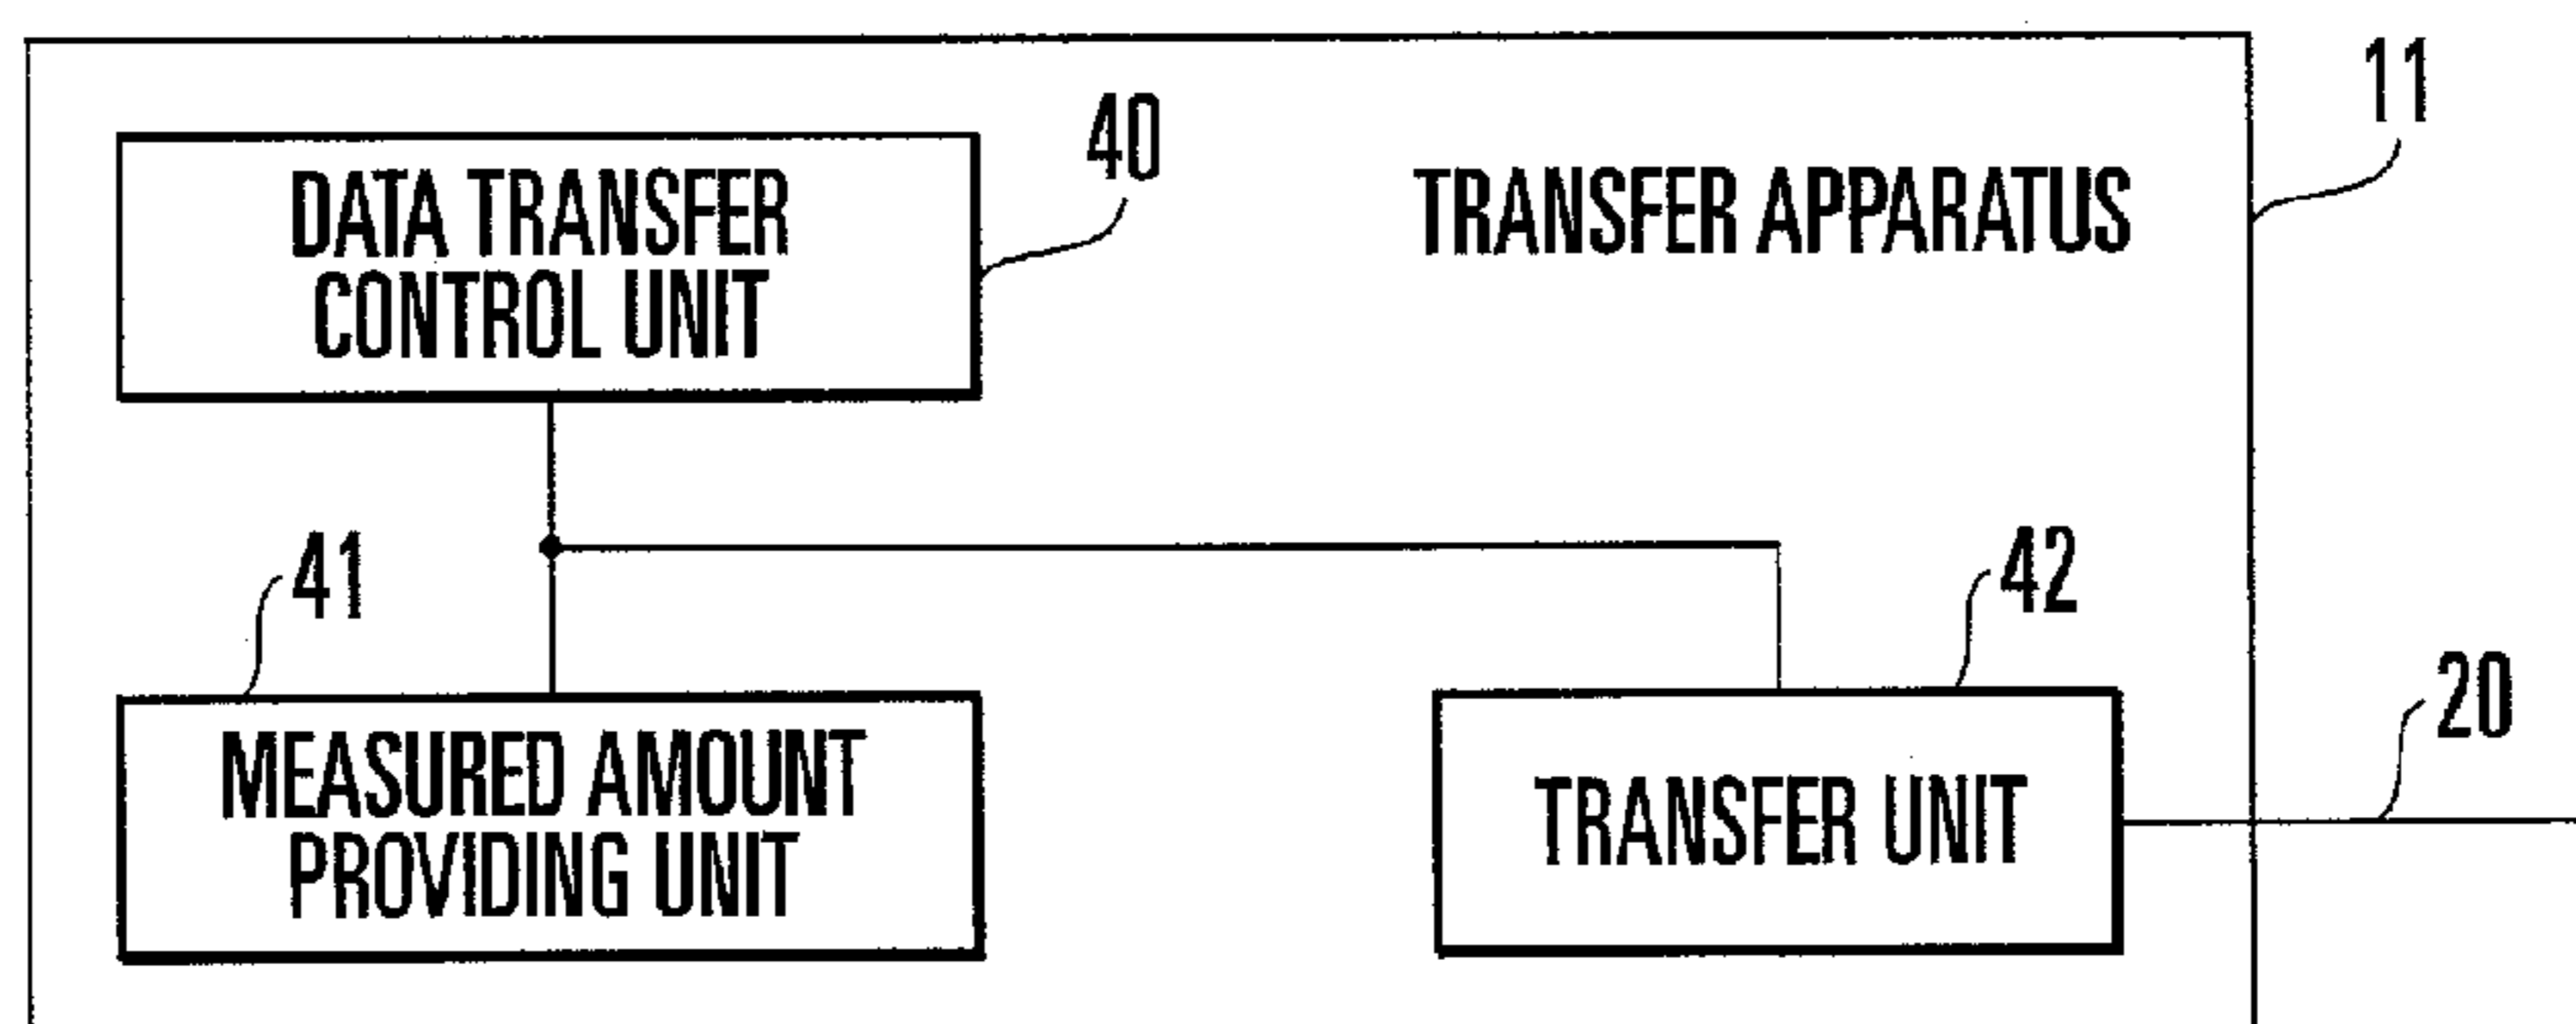 11
40
DATA TRANSFER
CONTROL UNIT
TRANSFER APPARATUS
41
42
20
MEASURED AMOUNT
PROVIDING UNIT
TRANSFER UNIT